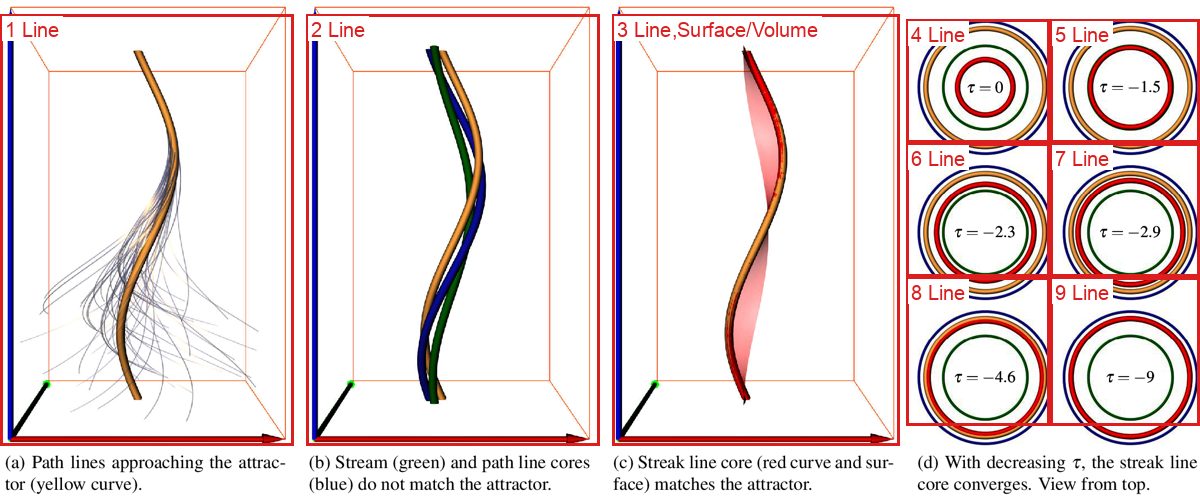 1 Line
2 Line
3 Line,Surface/Volume
4 Line
5 Line
τ = 0
τ = −1.5
6 Line
7 Line
τ = −2.3
τ = −2.9
8 Line
9 Line
τ = −4.6
τ = −9
(a) Path lines approaching the attrac-
tor (yellow curve).
(b) Stream (green) and path line cores
(blue) do not match the attractor.
(c) Streak line core (red curve and sur-
face) matches the attractor.
(d) With decreasing τ, the streak line
core converges. View from top.